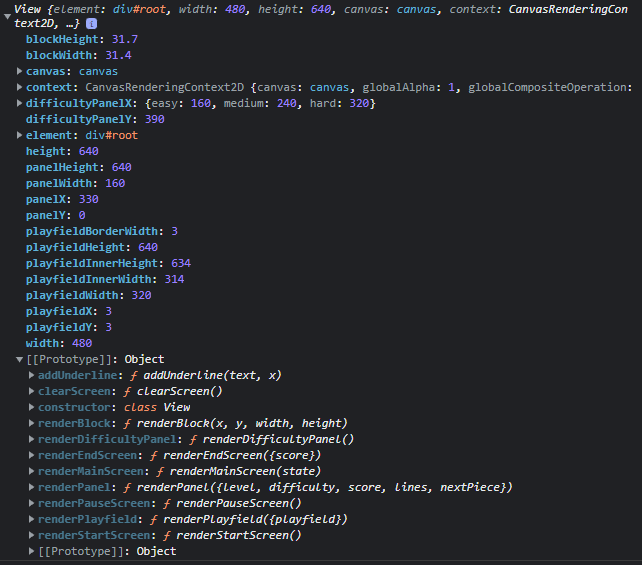 View {element: div#root, width: 480, height: 640, canvas: canvas, context: CanvasRenderingCon
text2D, …} i
blockHeight: 31.7
blockWidth: 31.4
canvas: canvas
context: CanvasRenderingContext2D {canvas: canvas, globalAlpha: 1, globalCompositeOperation:
difficultyPanelX: {easy: 160, medium: 240, hard: 320}
difficultyPanelY: 390
element: div#root
height: 640
panelHeight: 640
panelWidth: 160
panelX: 330
panelY: 0
playfieldBorderWidth: 3
playfieldHeight: 640
playfieldInnerHeight: 634
playfieldInnerWidth: 314
playfieldWidth: 320
playfieldX: 3
playfieldY: 3
width: 480
[[Prototype]]: Object
addUnderline: ƒ addUnderline(text, x)
clearScreen: ƒ clearScreen()
constructor: class View
renderBlock: ƒ renderBlock(x, y, width, height)
renderDifficultyPanel: ƒ renderDifficultyPanel()
renderEndScreen: ƒ renderEndScreen({score})
renderMainScreen: ƒ renderMainScreen(state)
renderPanel: ƒ renderPanel({level, difficulty, score, lines, nextPiece})
renderPauseScreen: ƒ renderPauseScreen()
renderPlayfield: ƒ renderPlayfield({playfield})
renderStartScreen: ƒ renderStartScreen()
[[Prototype]]: Object